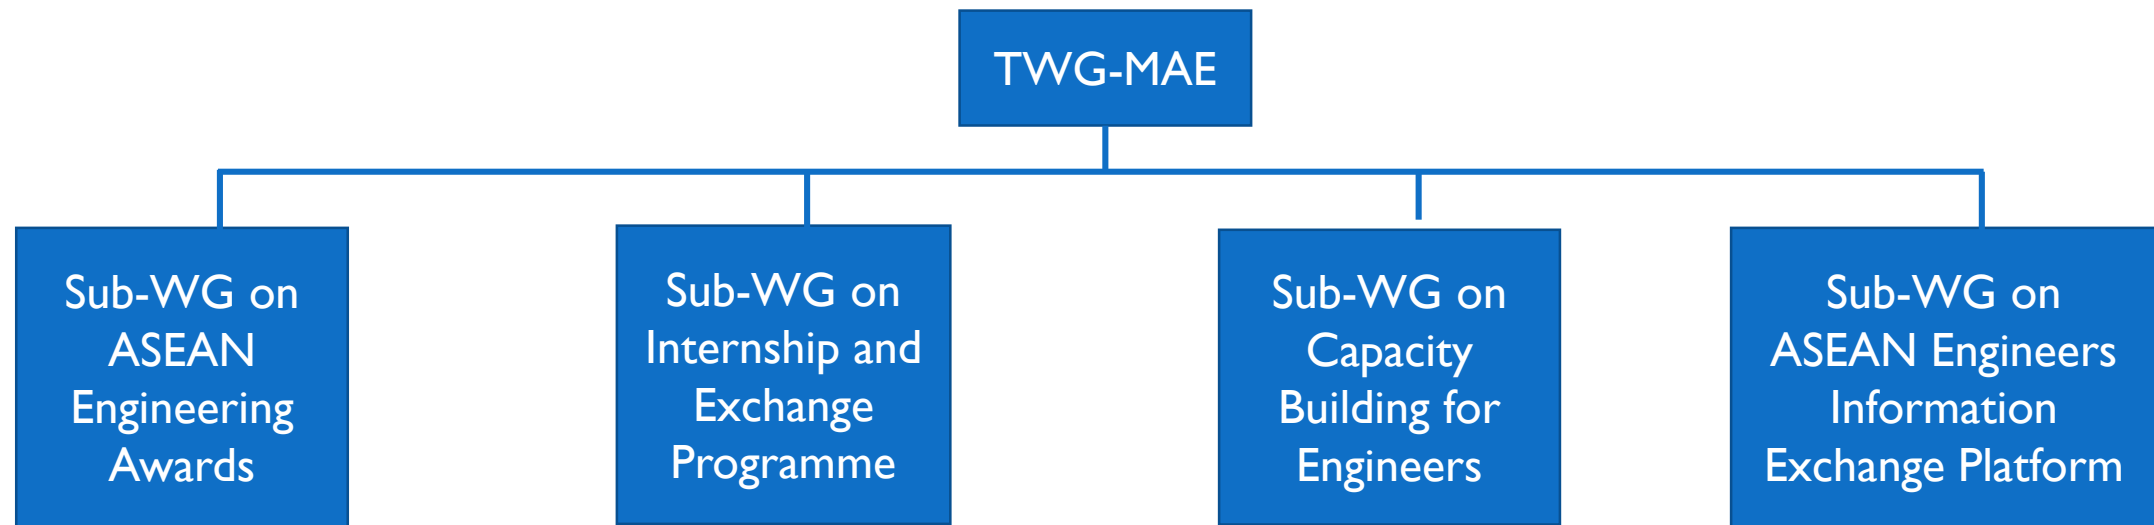 TWG-MAE
Sub-WG on
ASEAN
Engineering
Awards
Sub-WG on
Internship and
Exchange
Programme
Sub-WG on
Capacity
Building for
Engineers
Sub-WG on
ASEAN Engineers
Information
Exchange Platform